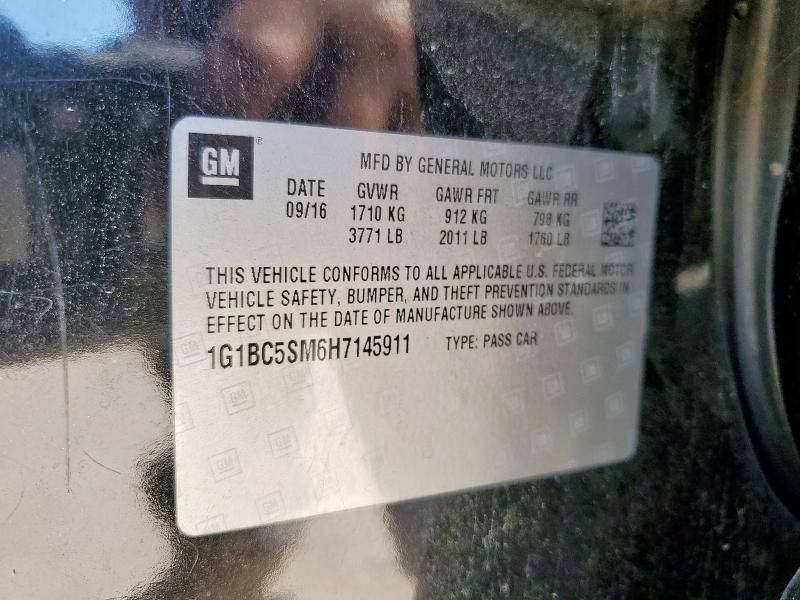 GM ® MFD BY GENERAL MOTORS LLC
DATE GVWR GAWR FRT GAWR RR
09/16 1710 KG 912 KG 798 KG
3771 LB 2011 LB 1760 LB
THIS VEHICLE CONFORMS TO ALL APPLICABLE U.S. FEDERAL MOTOR
VEHICLE SAFETY, BUMPER, AND THEFT PREVENTION STANDARDS IN
EFFECT ON THE DATE OF MANUFACTURE SHOWN ABOVE.
1G1BC5SM6H7145911 TYPE: PASS CAR